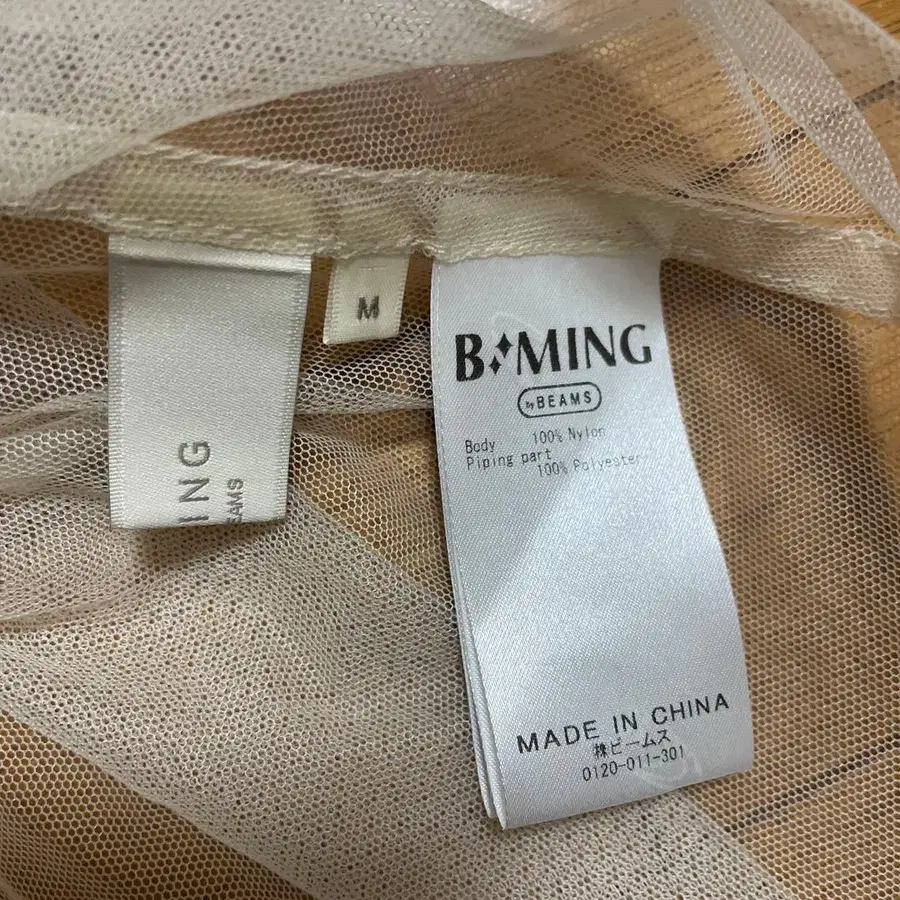 M
B MING
by BEAMS
Body 100% Nylon
Piping part
100% Polyester
MADE IN CHINA
㈱ビームス
0120-011-301
ING
EAMS